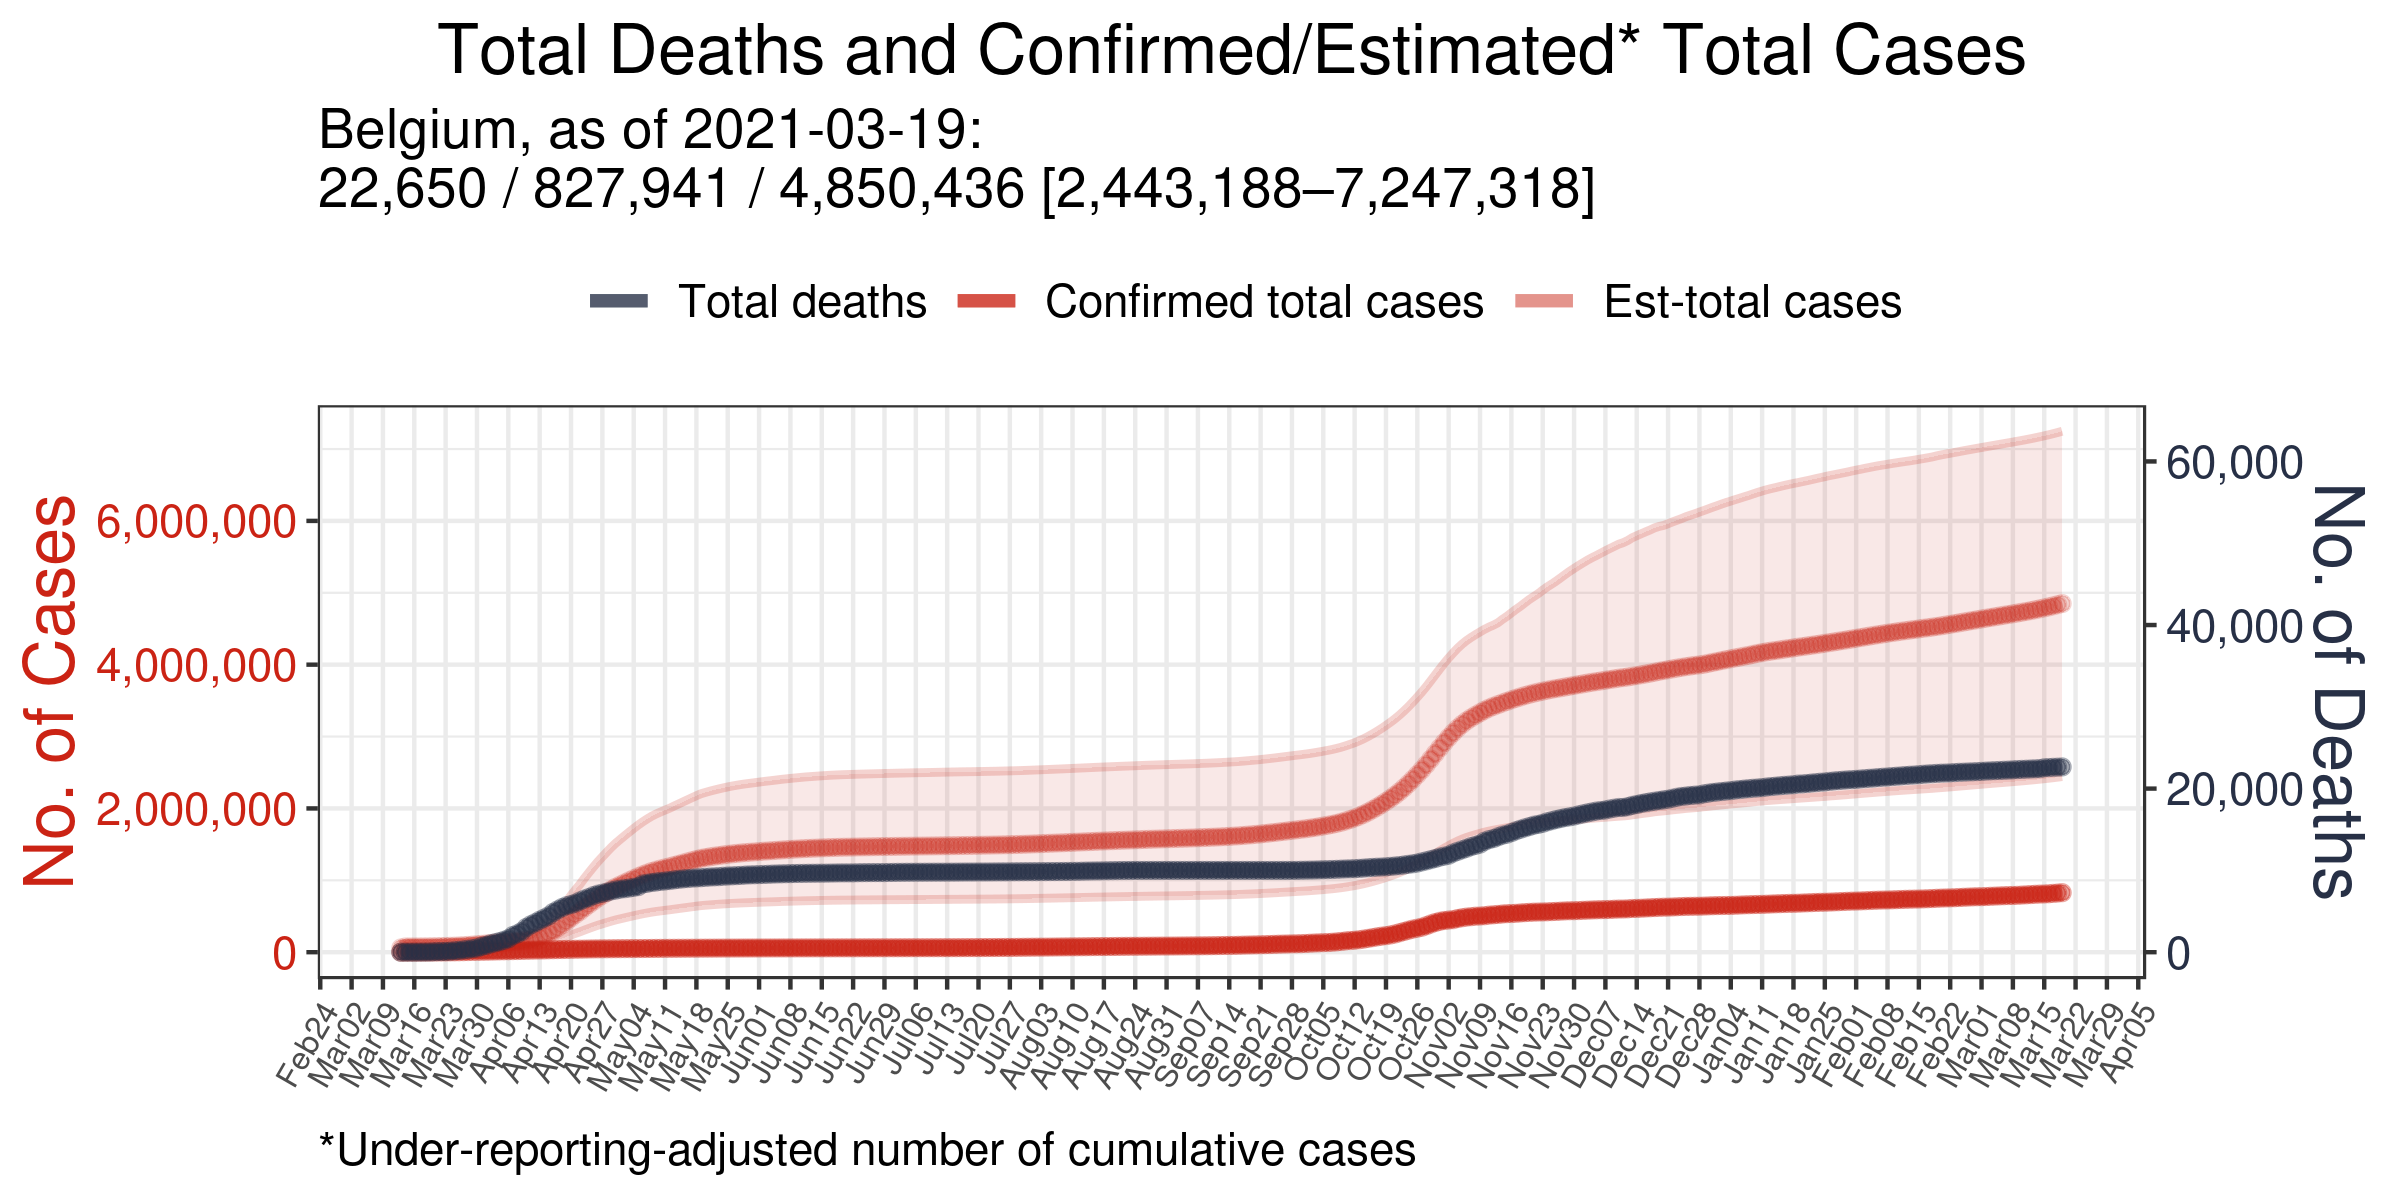 Total Deaths and Confirmed/Estimated* Total Cases
Belgium, as of 2021-03-19:
22,650 / 827,941 / 4,850,436 [2,443,188–7,247,318]
Total deaths
Confirmed total cases
Est-total cases
No. of Cases
6,000,000
4,000,000
2,000,000
0
60,000
40,000
20,000
0
No. of Deaths
Feb24
Mar02
Mar09
Mar16
Mar23
Mar30
Apr06
Apr13
Apr20
Apr27
May04
May11
May18
May25
Jun01
Jun08
Jun15
Jun22
Jun29
Jul06
Jul13
Jul20
Jul27
Aug03
Aug10
Aug17
Aug24
Aug31
Sep07
Sep14
Sep21
Sep28
Oct05
Oct12
Oct19
Oct26
Nov02
Nov09
Nov16
Nov23
Nov30
Dec07
Dec14
Dec21
Dec28
Jan04
Jan11
Jan18
Jan25
Feb01
Feb08
Feb15
Feb22
Mar01
Mar08
Mar15
Mar22
Mar29
Apr05
*Under-reporting-adjusted number of cumulative cases